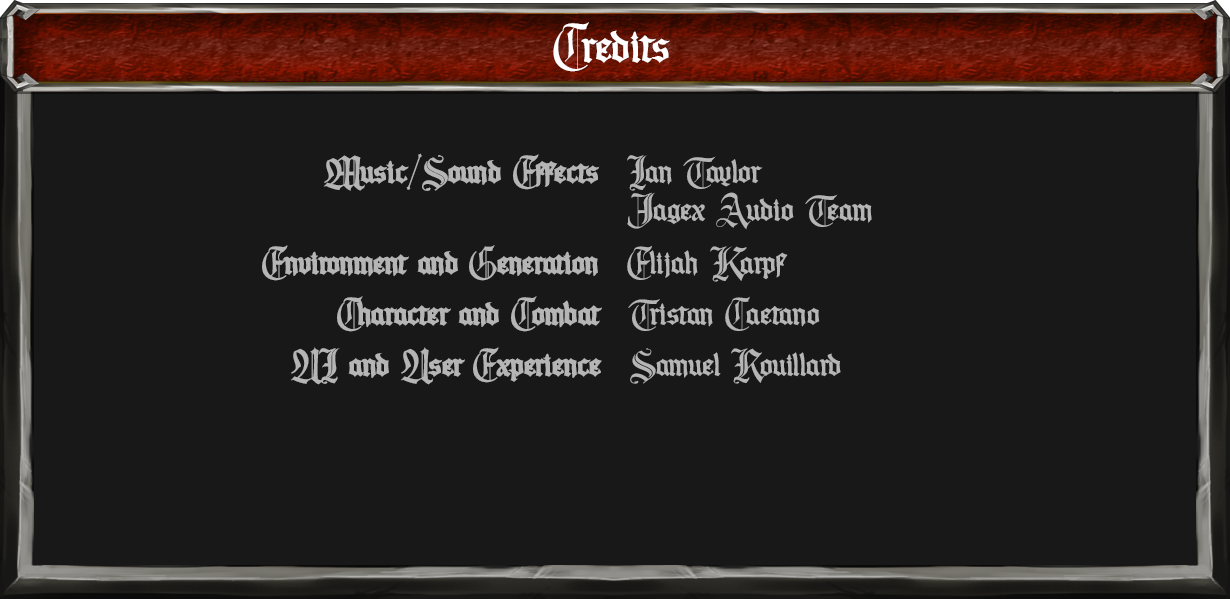 Credits
Music/Sound Effects Ian Taylor
Jagex Audio Team
Environment and Generation Elijah Karpf
Character and Combat Tristan Caetano
UI and User Experience Samuel Rouillard